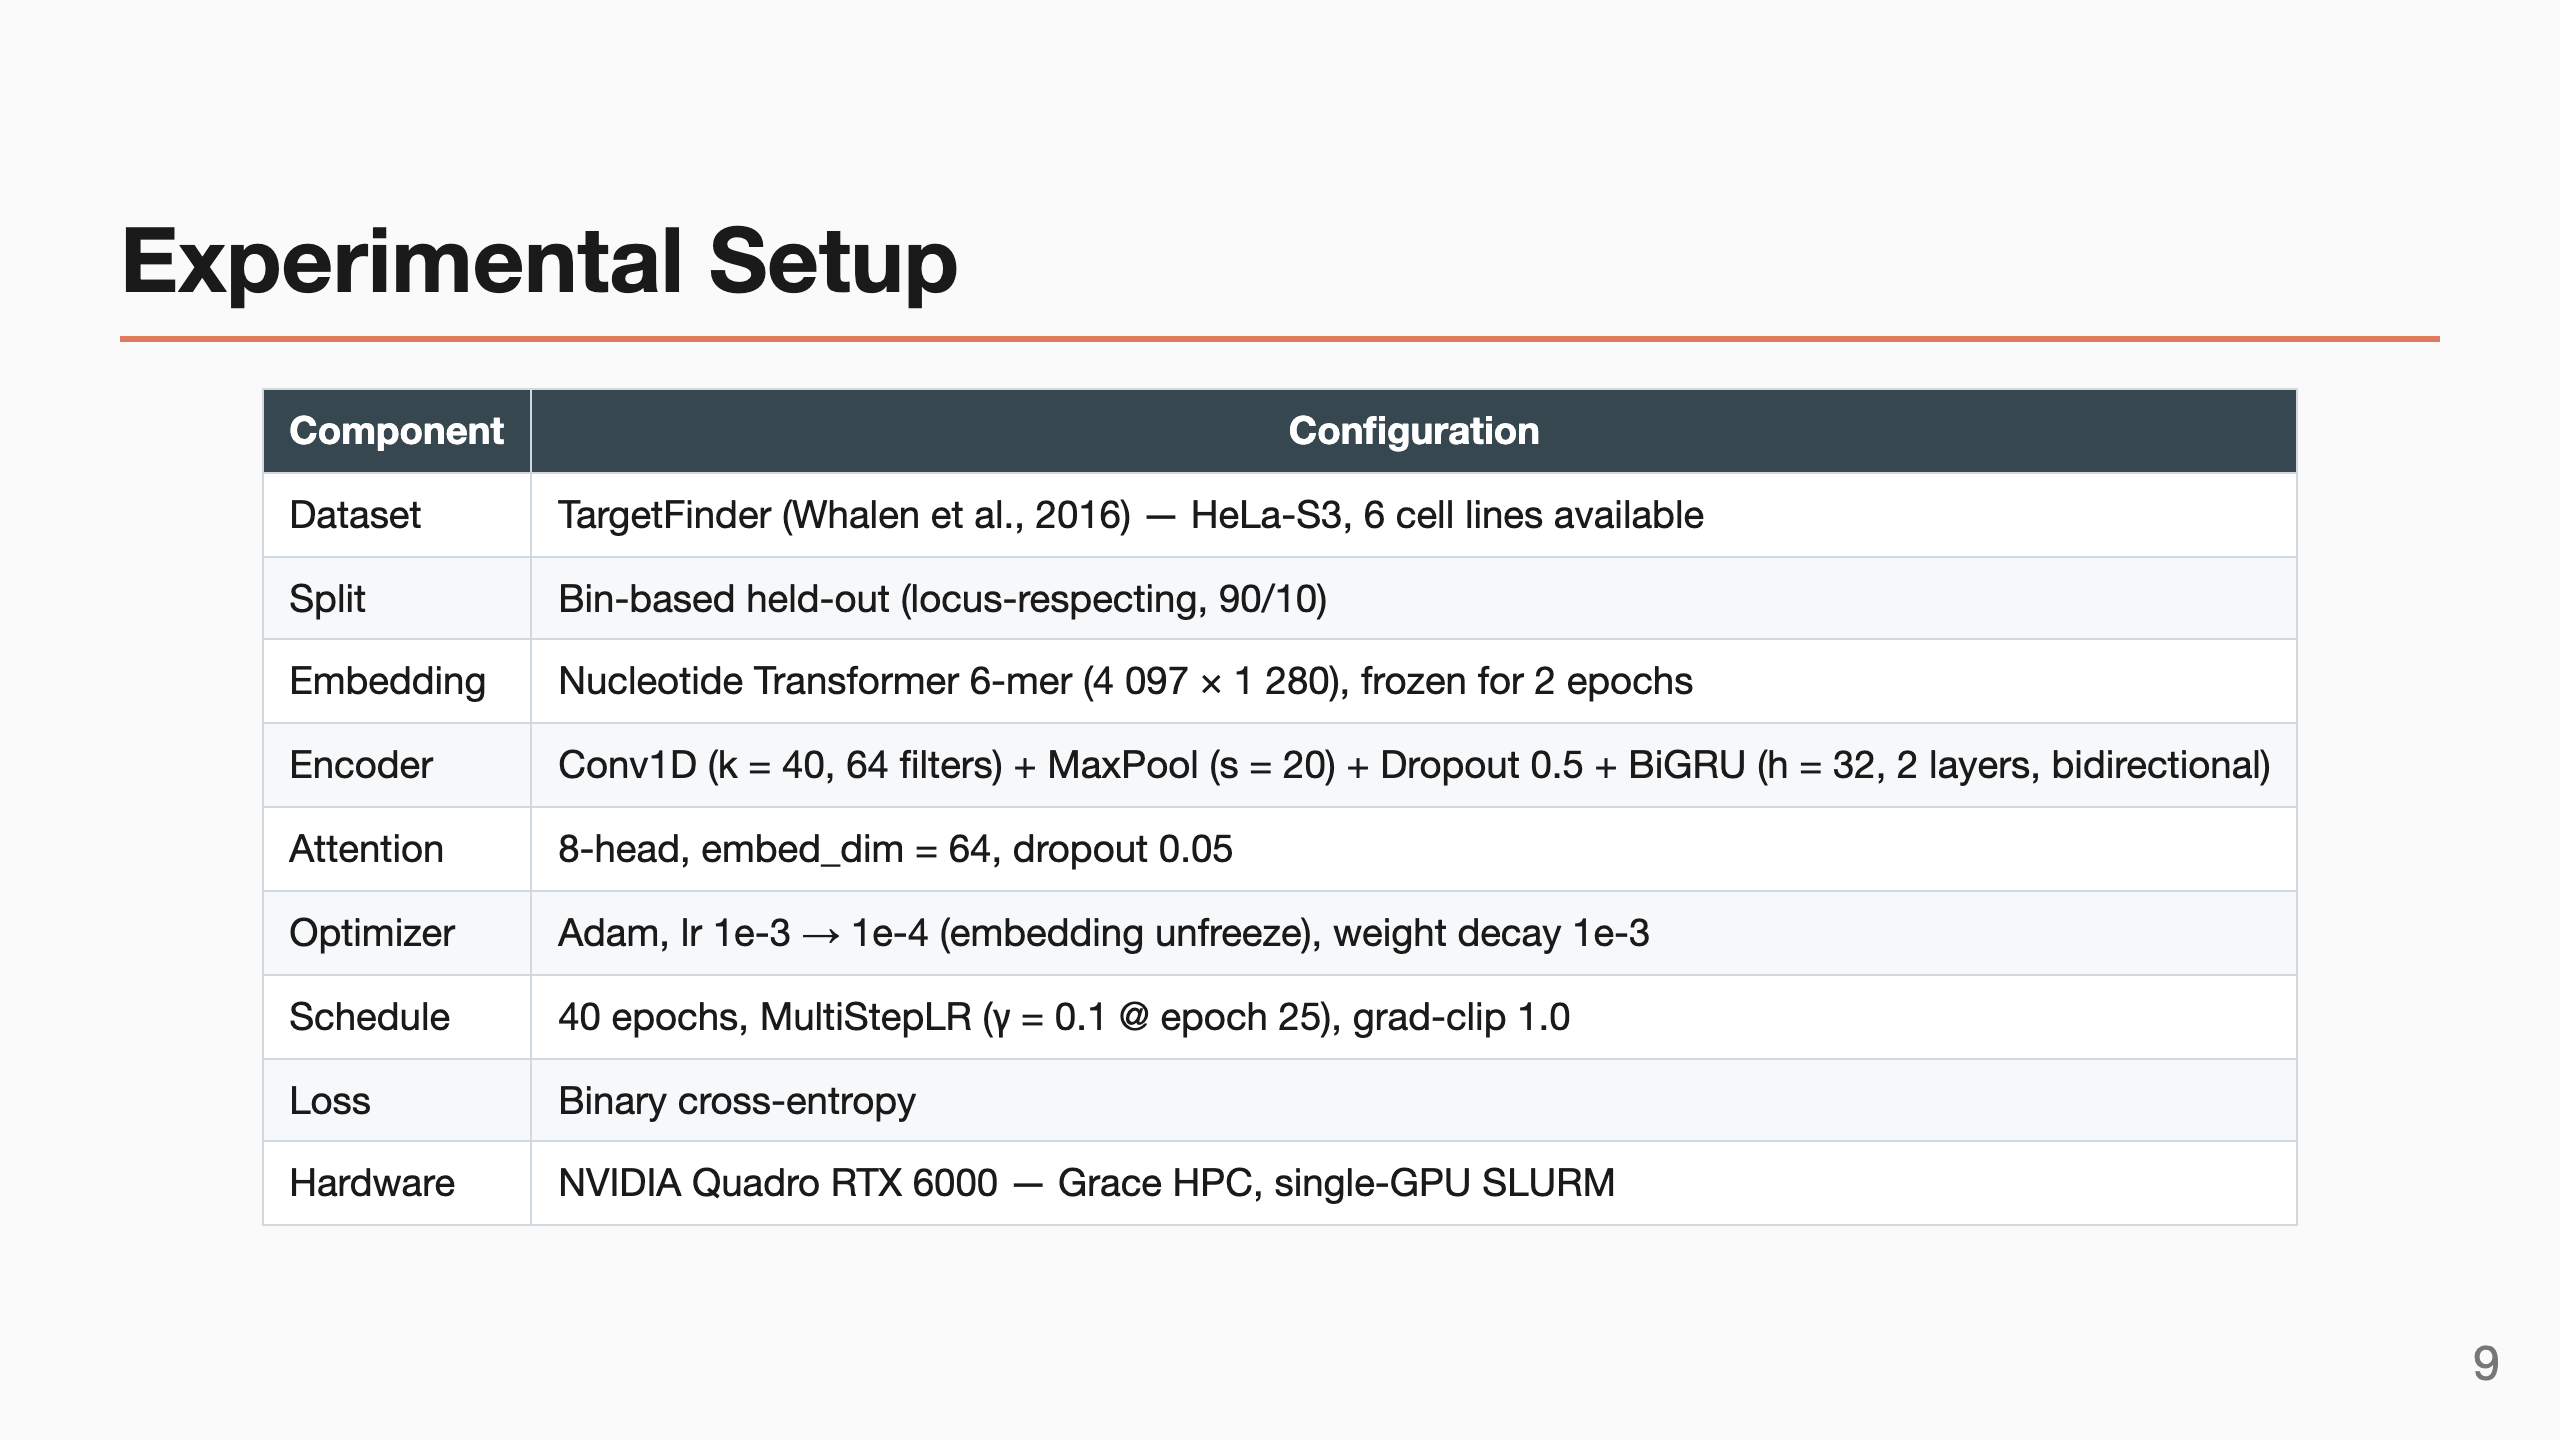 Experimental Setup
Component Configuration
Dataset TargetFinder (Whalen et al., 2016) — HeLa-S3, 6 cell lines available
Split Bin-based held-out (locus-respecting, 90/10)
Embedding Nucleotide Transformer 6-mer (4 097 × 1 280), frozen for 2 epochs
Encoder Conv1D (k = 40, 64 filters) + MaxPool (s = 20) + Dropout 0.5 + BiGRU (h = 32, 2 layers, bidirectional)
Attention 8-head, embed_dim = 64, dropout 0.05
Optimizer Adam, lr 1e-3 → 1e-4 (embedding unfreeze), weight decay 1e-3
Schedule 40 epochs, MultiStepLR (γ = 0.1 @ epoch 25), grad-clip 1.0
Loss Binary cross-entropy
Hardware NVIDIA Quadro RTX 6000 — Grace HPC, single-GPU SLURM
9